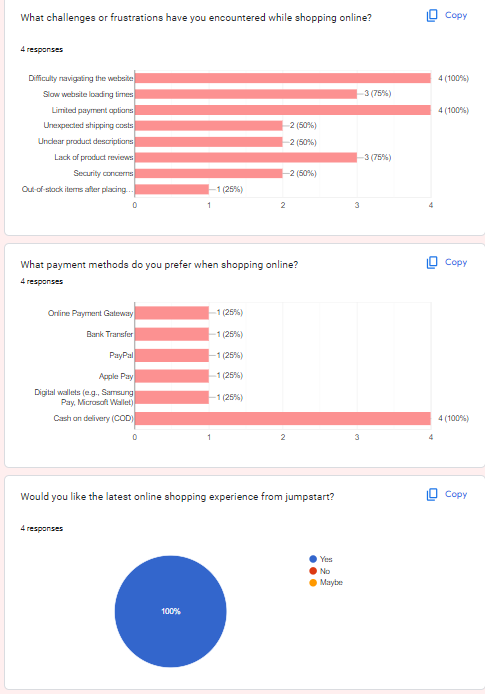 What challenges or frustrations have you encountered while shopping online?
Copy
4 responses
Difficulty navigating the website
4 (100%)
Slow website loading times
3 (75%)
Limited payment options
4 (100%)
Unexpected shipping costs
2 (50%)
Unclear product descriptions
2 (50%)
Lack of product reviews
3 (75%)
Security concerns
2 (50%)
Out-of-stock items after placing...
1 (25%)
0 1 2 3 4
What payment methods do you prefer when shopping online?
Copy
4 responses
Online Payment Gateway
1 (25%)
Bank Transfer
1 (25%)
PayPal
1 (25%)
Apple Pay
1 (25%)
Digital wallets (e.g., Samsung
Pay, Microsoft Wallet)
1 (25%)
Cash on delivery (COD)
4 (100%)
0 1 2 3 4
Would you like the latest online shopping experience from jumpstart?
Copy
4 responses
Yes
No
Maybe
100%